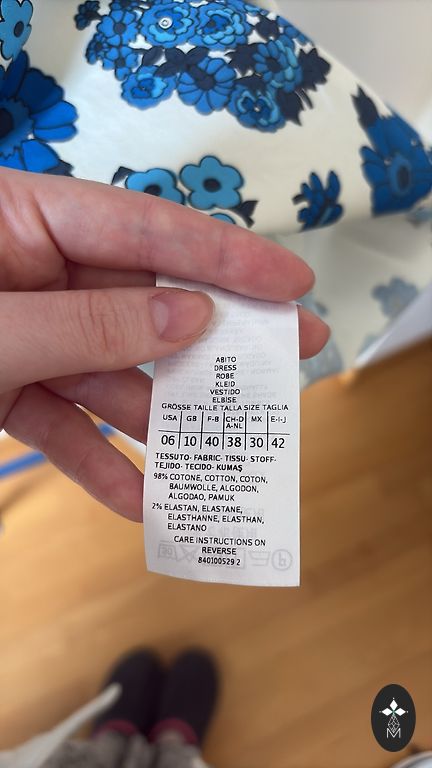 ABITO
DRESS
ROBE
KLEID
VESTIDO
ELBİSE
GRÖSSE TAILLE TALLA SIZE TAGLIA
USA GB F-B CH-D A-NL MX E-I-J
06 10 40 38 30 42
TESSUTO- FABRIC- TISSU- STOFF-
TEJIDO- TECIDO- KUMAŞ
98% COTONE, COTTON, COTON,
BAUMWOLLE, ALGODON,
ALGODAO, PAMUK
2% ELASTAN, ELASTANE,
ELASTHANNE, ELASTHAN,
ELASTANO
CARE INSTRUCTIONS ON
REVERSE
840100529 2
M